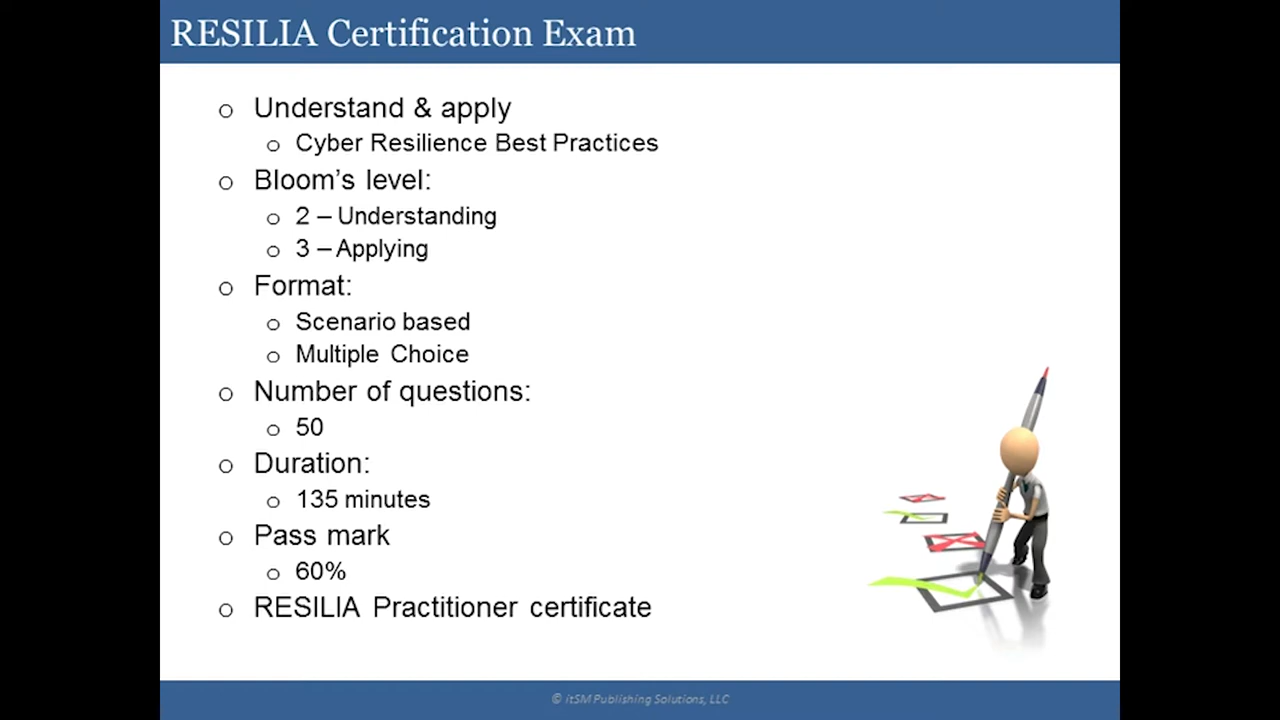 RESILIA Certification Exam
o Understand & apply
o Cyber Resilience Best Practices
o Bloom’s level:
o 2 – Understanding
o 3 – Applying
o Format:
o Scenario based
o Multiple Choice
o Number of questions:
o 50
o Duration:
o 135 minutes
o Pass mark
o 60%
o RESILIA Practitioner certificate
© itSM Publishing Solutions, LLC